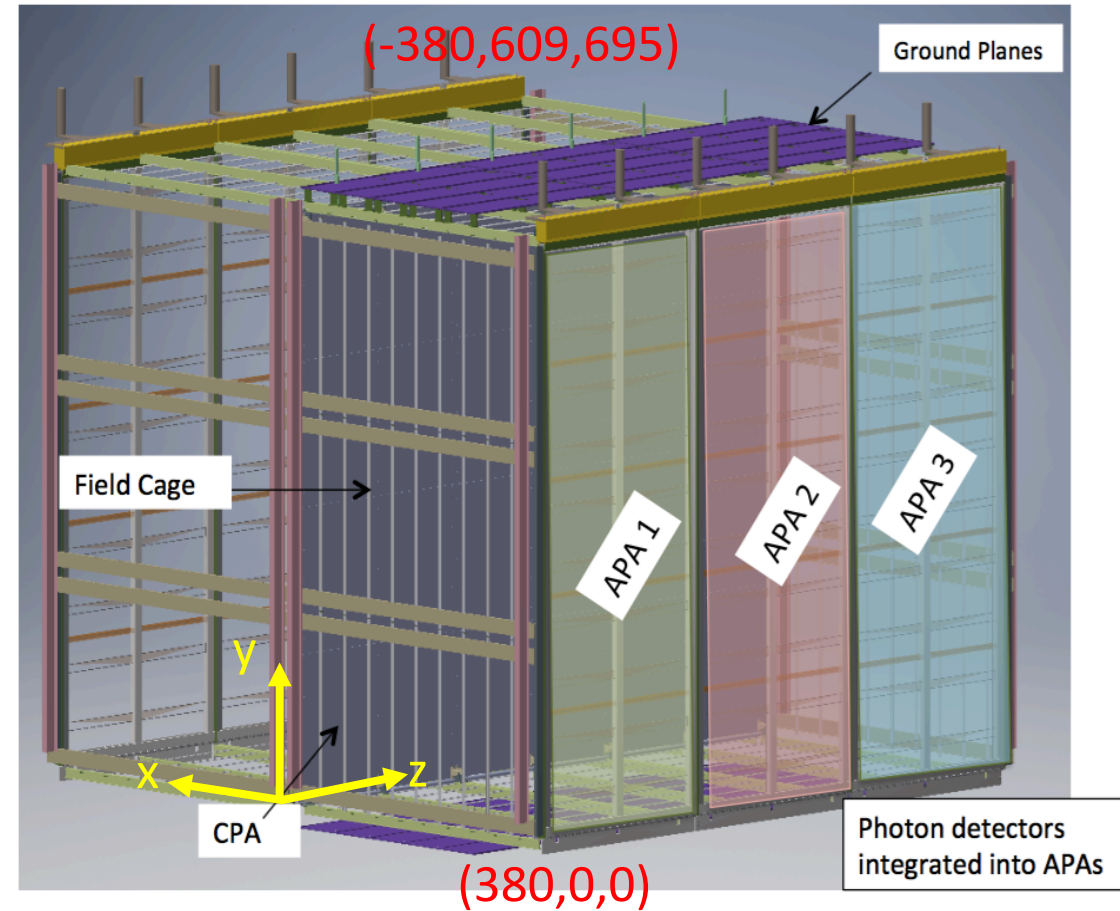 (-380,609,695)
Ground Planes
Field Cage
APA 1
APA 2
APA 3
y
x
z
CPA
Photon detectors
integrated into APAs
(380,0,0)